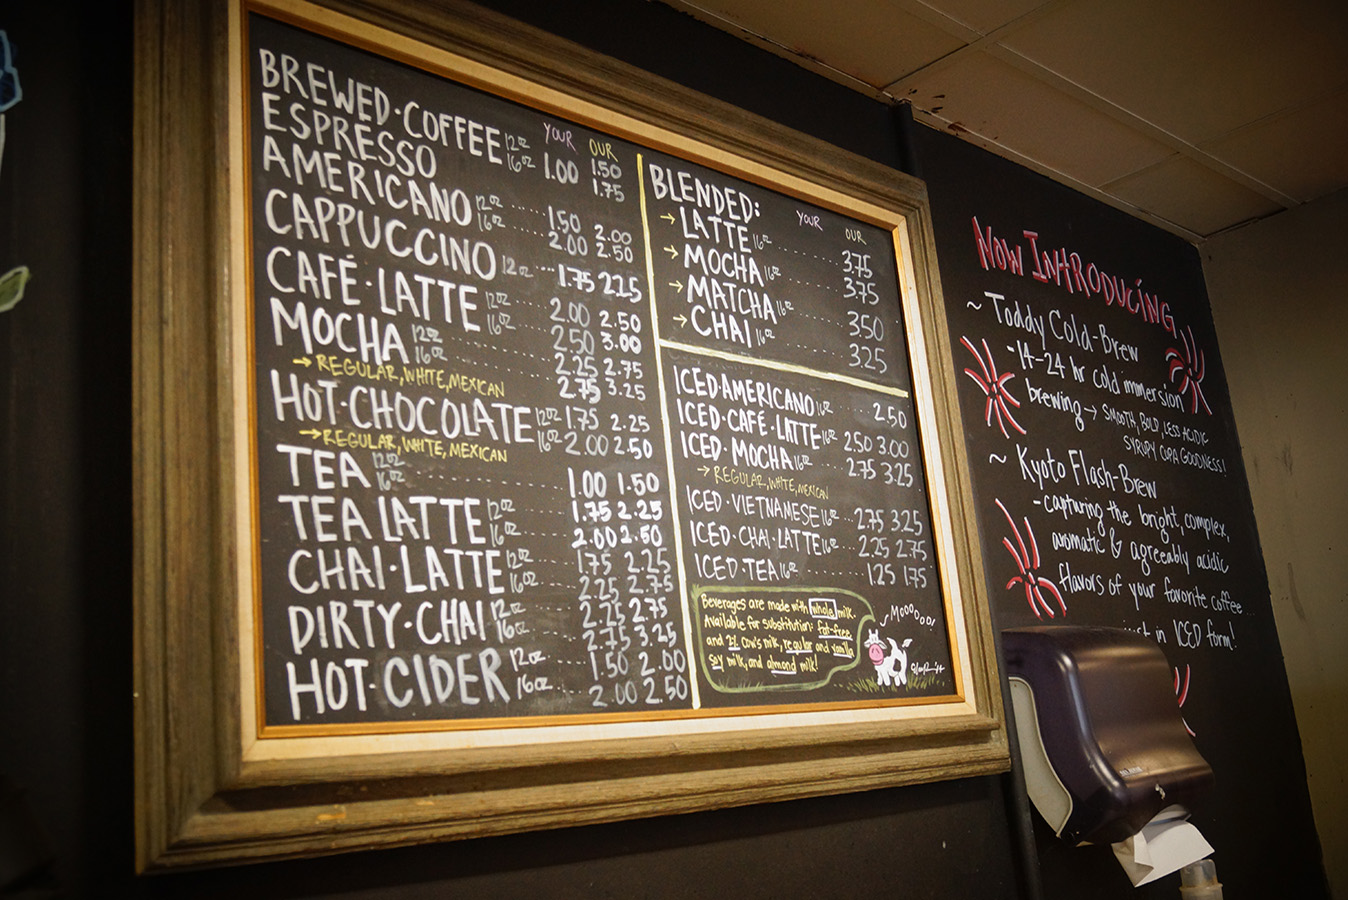 YOUR OUR
BREWED·COFFEE 12oz 1.00 1.50
16oz 1.75
ESPRESSO
AMERICANO 12oz 1.50 2.00
16oz 2.00 2.50
CAPPUCCINO 12oz 1.75 2.25
CAFÉ·LATTE 12oz 2.00 2.50
16oz 2.50 3.00
MOCHA 12oz 2.25 2.75
16oz 2.75 3.25
→ REGULAR, WHITE, MEXICAN
HOT·CHOCOLATE 12oz 1.75 2.25
16oz 2.00 2.50
→ REGULAR, WHITE, MEXICAN
TEA 12oz
16oz 1.00 1.50
TEA LATTE 12oz 1.75 2.25
16oz 2.00 2.50
CHAI·LATTE 12oz 1.75 2.25
16oz 2.25 2.75
DIRTY·CHAI 12oz 2.25 2.75
16oz 2.75 3.25
HOT·CIDER 12oz 1.50 2.00
16oz 2.00 2.50
BLENDED: YOUR OUR
→ LATTE 16oz 3.75
→ MOCHA 16oz 3.75
→ MATCHA 16oz 3.50
→ CHAI 16oz 3.25
ICED·AMERICANO 16oz 2.50
ICED·CAFÉ·LATTE 16oz 2.50 3.00
ICED·MOCHA 16oz 2.75 3.25
→ REGULAR, WHITE, MEXICAN
ICED·VIETNAMESE 16oz 2.75 3.25
ICED·CHAI·LATTE 16oz 2.25 2.75
ICED·TEA 16oz 1.25 1.75
Beverages are made with whole milk.
Available for substitution: fat-free
and 2% cow's milk, regular and vanilla
soy milk, and almond milk!
MOOOOOO!
Now Introducing
~ Toddy Cold-Brew
-14-24 hr cold immersion
brewing → SMOOTH, BOLD, LESS ACIDIC
SYRUPY CUPA GOODNESS!
~ Kyoto Flash-Brew
-capturing the bright, complex,
aromatic & agreeably acidic
flavors of your favorite coffee...
just in ICED form!